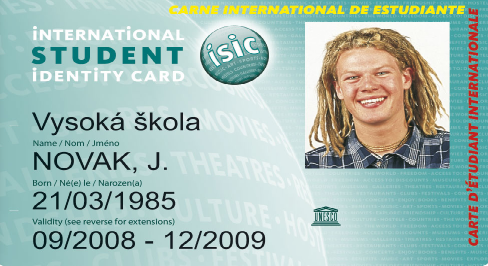 CARNE INTERNATIONAL DE ESTUDIANTE
INTERNATIONAL
STUDENT
IDENTITY CARD
isic
Vysoká škola
Name / Nom / Jméno
NOVAK, J.
Born / Né(e) le / Narozen(a)
21/03/1985
Validity (see reverse for extensions)
09/2008 - 12/2009
UNESCO
CARTE D'ÉTUDIANT INTERNATIONALE